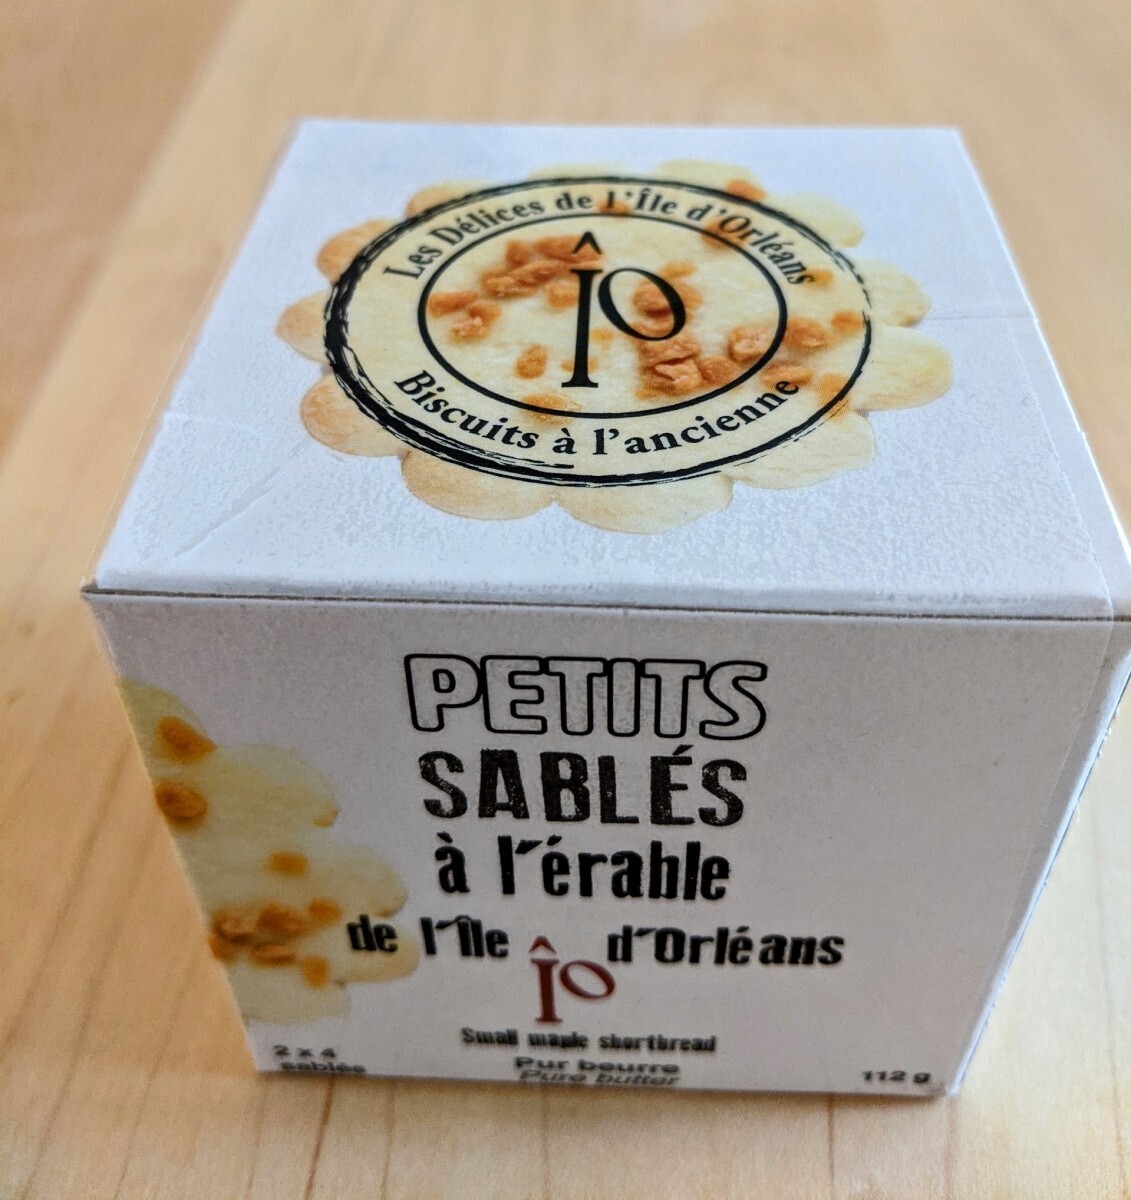 Les Délices de l'Île d'Orléans
ÎO
Biscuits à l'ancienne
PETITS
SABLÉS
à l'érable
de l'Île d'Orléans
ÎO
Small maple shortbread
2 x 4
sablés
Pur beurre
Pure butter
112 g